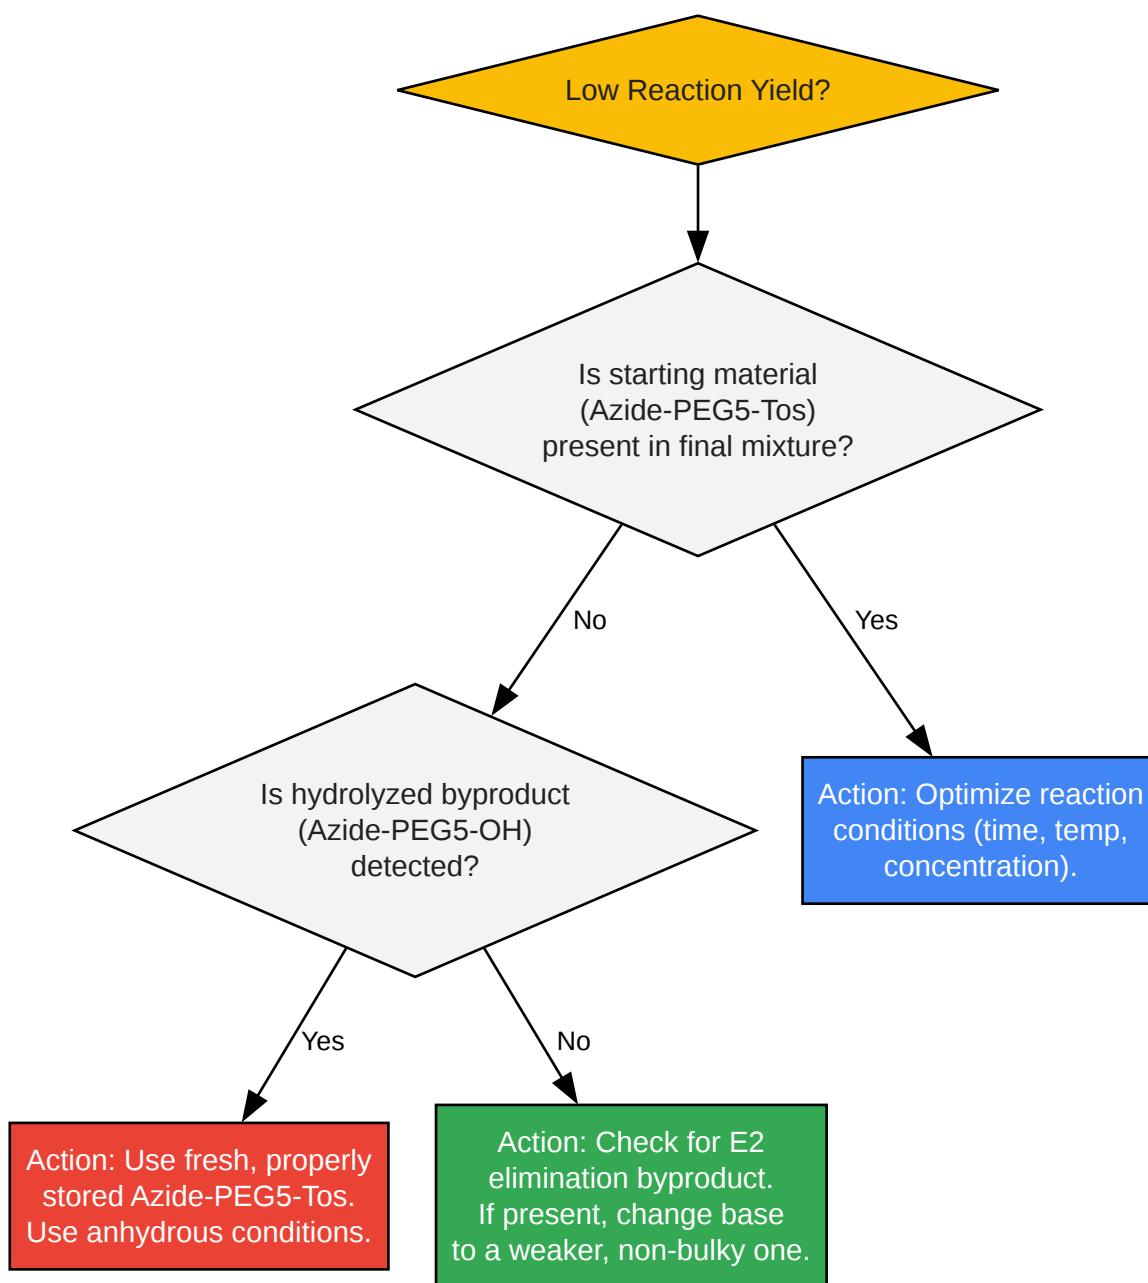 Low Reaction Yield?
Is starting material
(Azide-PEG5-Tos)
present in final mixture?
No
Yes
Is hydrolyzed byproduct
(Azide-PEG5-OH)
detected?
Action: Optimize reaction
conditions (time, temp,
concentration).
Yes
No
Action: Use fresh, properly
stored Azide-PEG5-Tos.
Use anhydrous conditions.
Action: Check for E2
elimination byproduct.
If present, change base
to a weaker, non-bulky one.